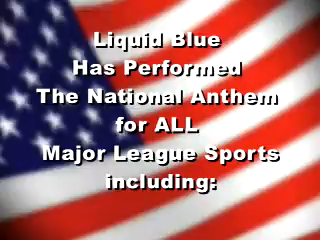 Liquid Blue
Has Performed
The National Anthem
for ALL
Major League Sports
including: